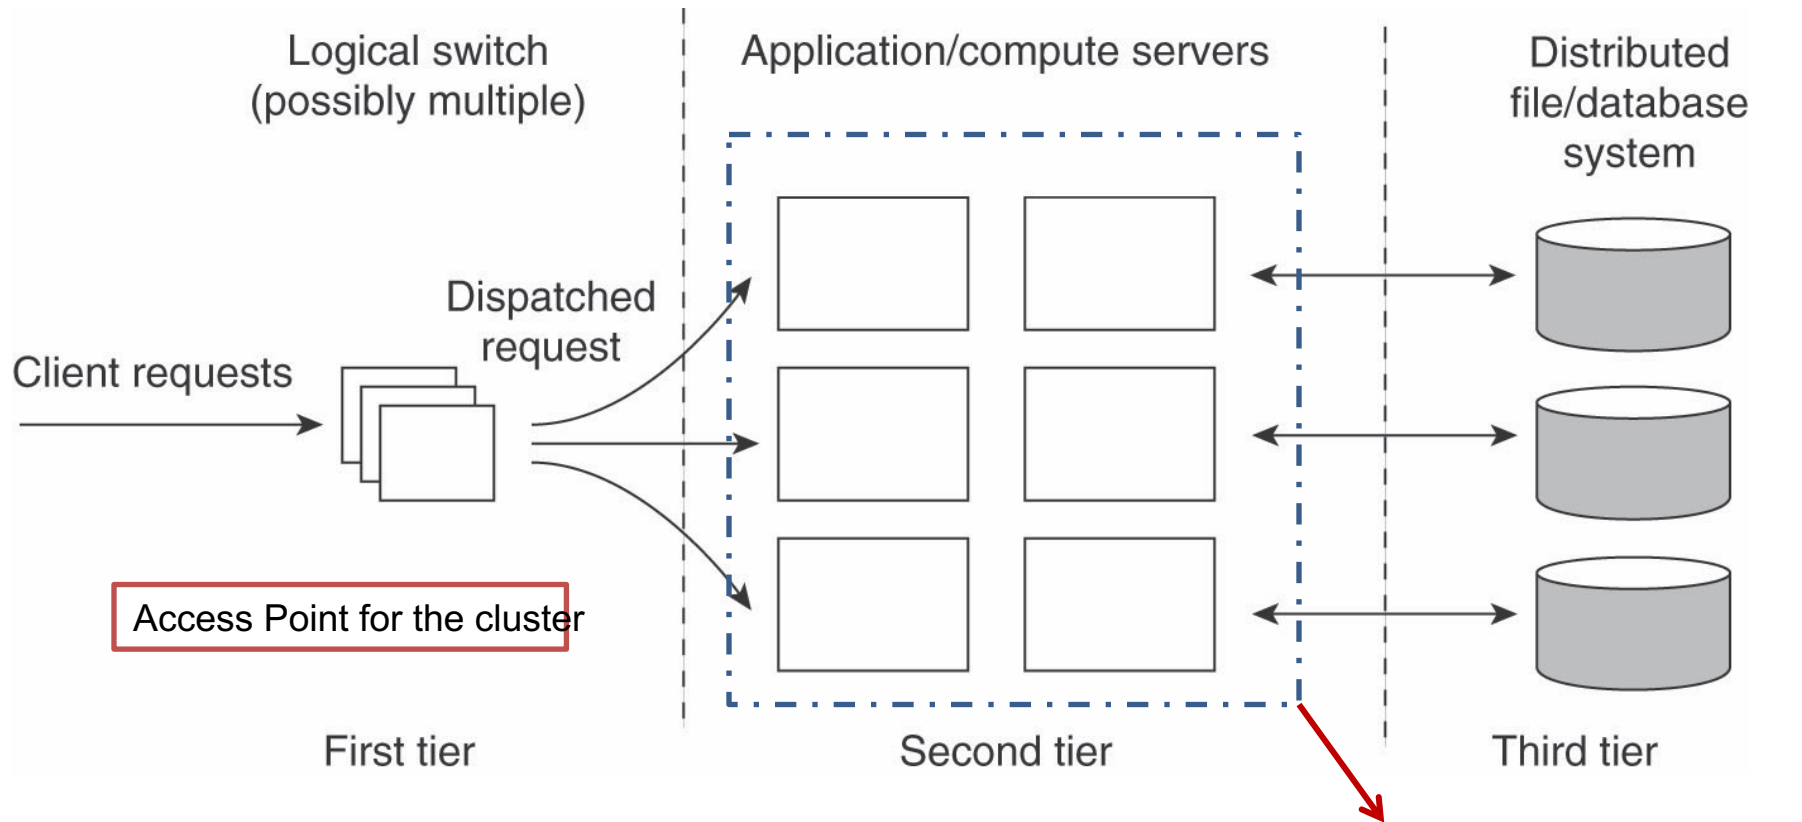 Logical switch
(possibly multiple)
Application/compute servers
Distributed
file/database
system
Dispatched
request
Client requests
Access Point for the cluster
First tier
Second tier
Third tier